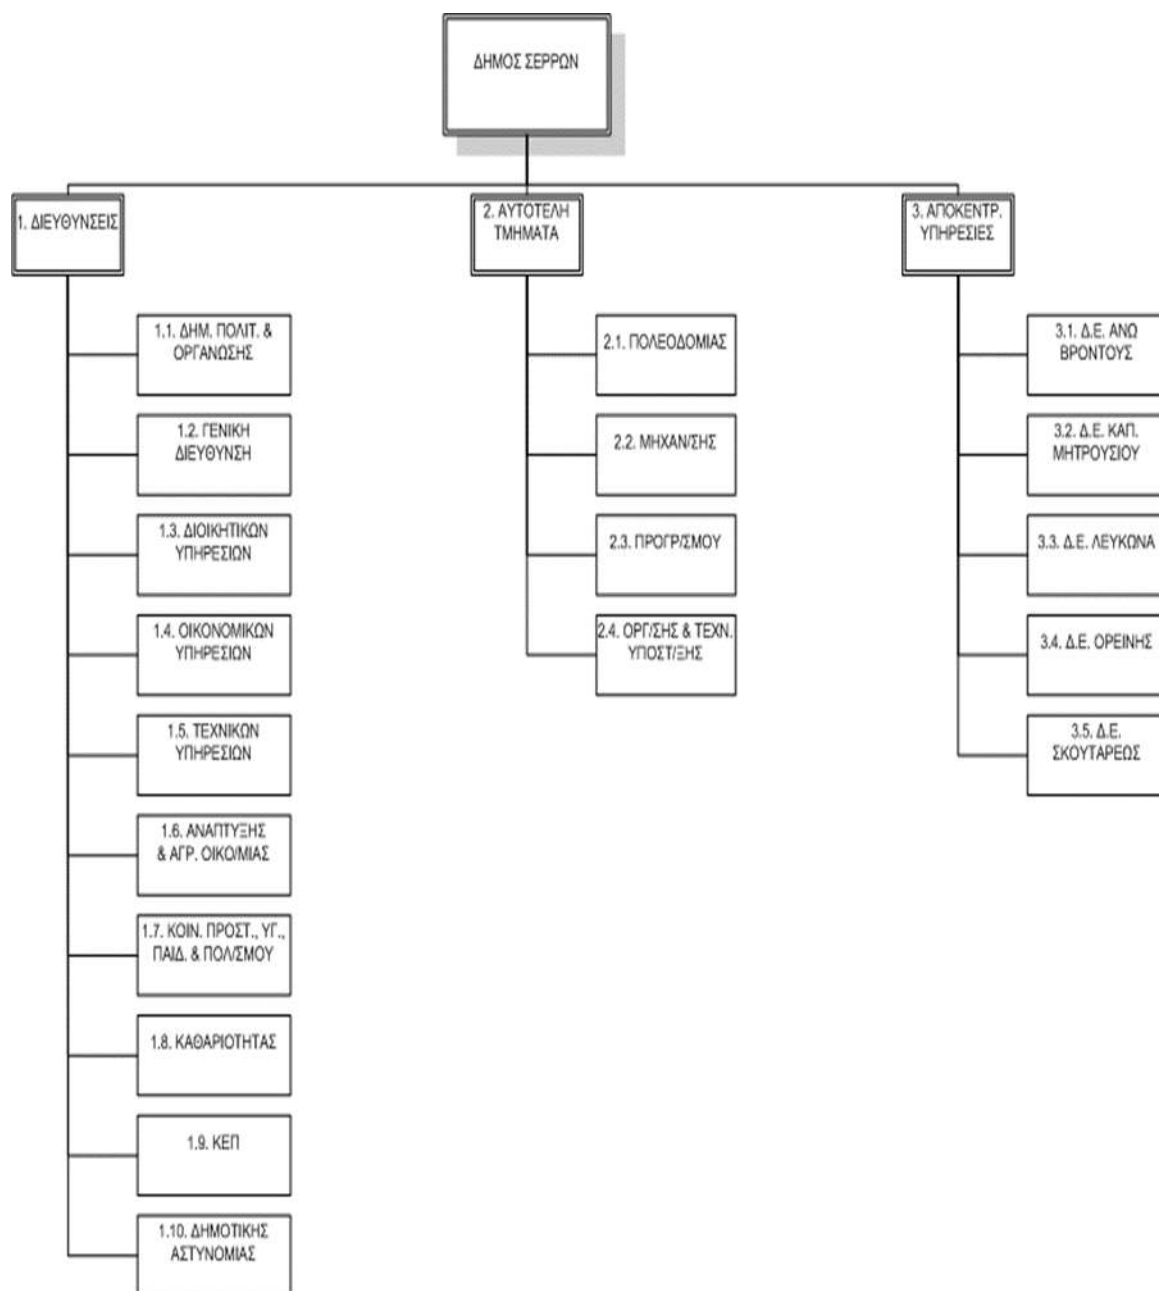 ΔΗΜΟΣ ΣΕΡΡΩΝ
1. ΔΙΕΥΘΥΝΣΕΙΣ
2. ΑΥΤΟΤΕΛΗ
ΤΜΗΜΑΤΑ
3. ΑΠΟΚΕΝΤΡ.
ΥΠΗΡΕΣΙΕΣ
1.1. ΔΗΜ. ΠΟΛΙΤ. &
ΟΡΓΑΝΩΣΗΣ
1.2. ΓΕΝΙΚΗ
ΔΙΕΥΘΥΝΣΗ
1.3. ΔΙΟΙΚΗΤΙΚΩΝ
ΥΠΗΡΕΣΙΩΝ
1.4. ΟΙΚΟΝΟΜΙΚΩΝ
ΥΠΗΡΕΣΙΩΝ
1.5. ΤΕΧΝΙΚΩΝ
ΥΠΗΡΕΣΙΩΝ
1.6. ΑΝΑΠΤΥΞΗΣ
& ΑΓΡ. ΟΙΚΟ/ΜΙΑΣ
1.7. ΚΟΙΝ. ΠΡΟΣΤ., ΥΓ.,
ΠΑΙΔ. & ΠΟΛ/ΣΜΟΥ
1.8. ΚΑΘΑΡΙΟΤΗΤΑΣ
1.9. ΚΕΠ
1.10. ΔΗΜΟΤΙΚΗΣ
ΑΣΤΥΝΟΜΙΑΣ
2.1. ΠΟΛΕΟΔΟΜΙΑΣ
2.2. ΜΗΧΑΝ/ΣΗΣ
2.3. ΠΡΟΓΡ/ΣΜΟΥ
2.4. ΟΡΓ/ΣΗΣ & ΤΕΧΝ.
ΥΠΟΣΤ/ΞΗΣ
3.1. Δ.Ε. ΑΝΩ
ΒΡΟΝΤΟΥΣ
3.2. Δ.Ε. ΚΑΠ.
ΜΗΤΡΟΥΣΙΟΥ
3.3. Δ.Ε. ΛΕΥΚΩΝΑ
3.4. Δ.Ε. ΟΡΕΙΝΗΣ
3.5. Δ.Ε.
ΣΚΟΥΤΑΡΕΩΣ